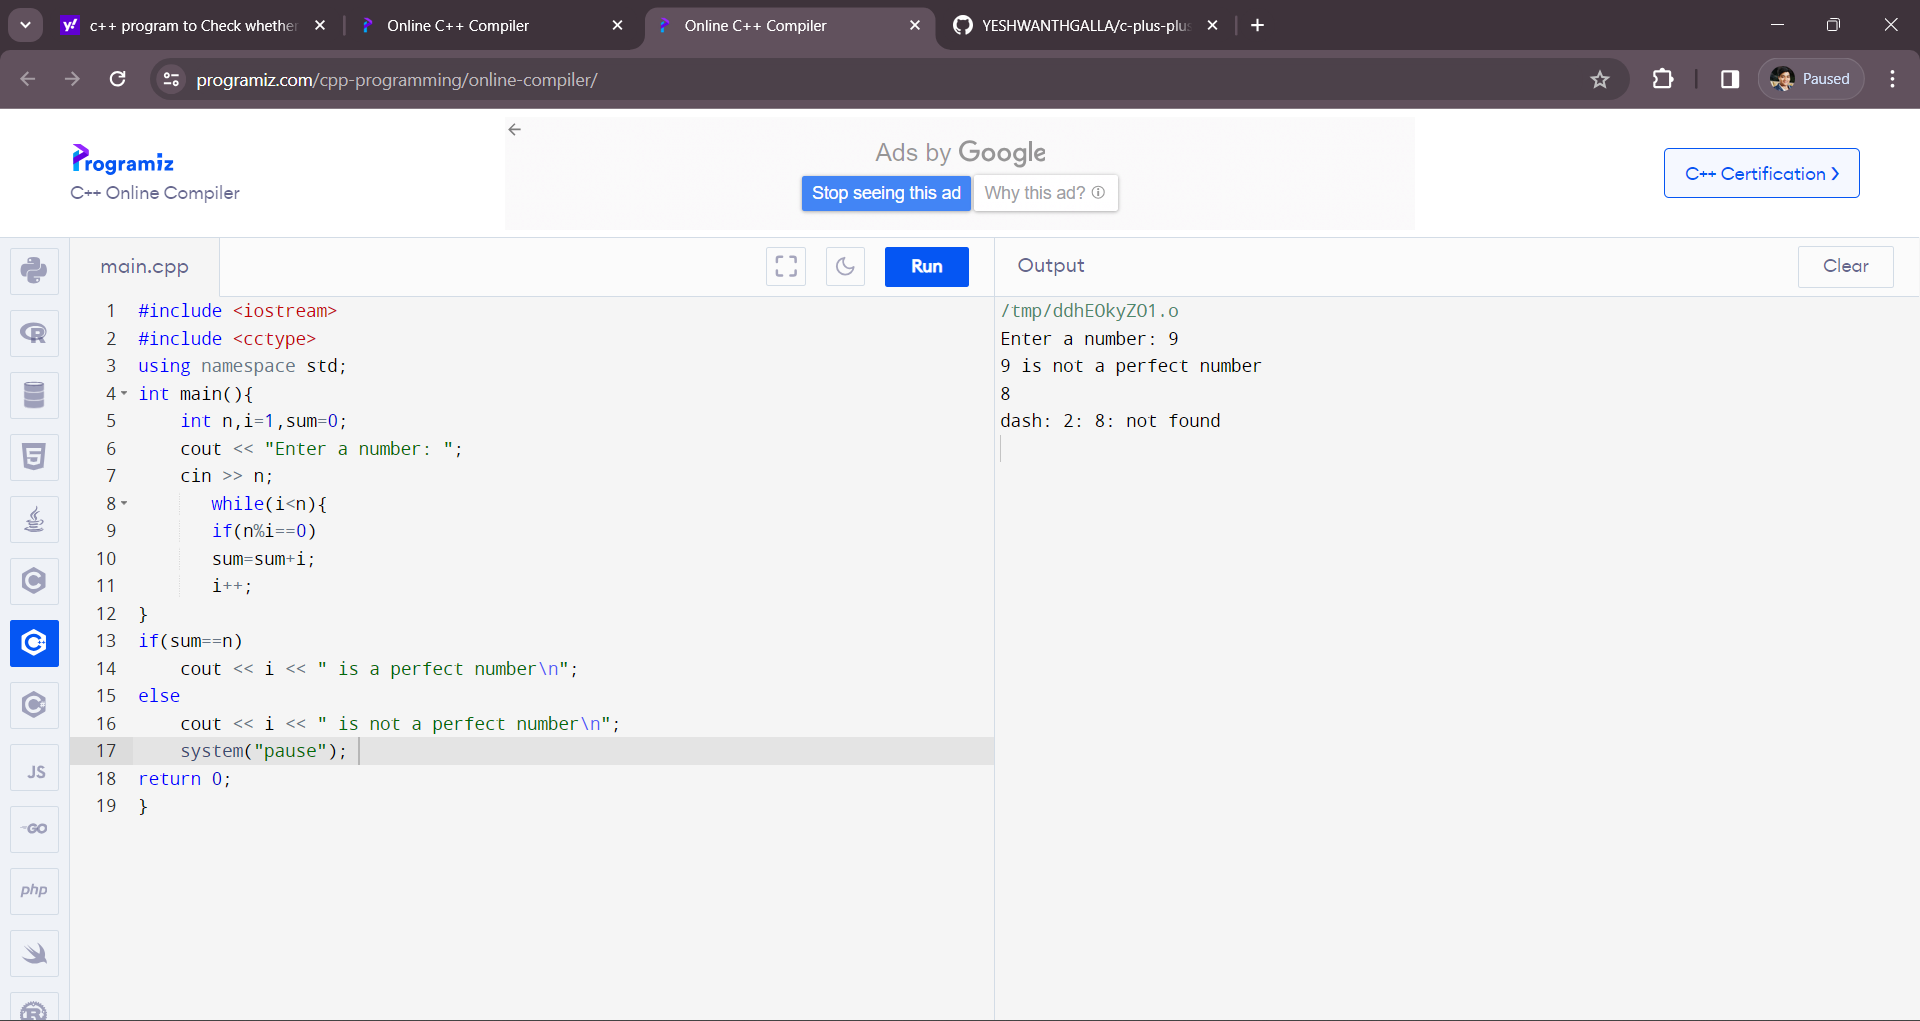 c++ program to Check whethe
Online C++ Compiler
Online C++ Compiler
YESHWANTHGALLA/c-plus-plu
programiz.com/cpp-programming/online-compiler/
Paused
Programiz
C++ Online Compiler
Ads by Google
Stop seeing this ad
Why this ad?
C++ Certification >
main.cpp
Run
Output
Clear
1 #include <iostream>
2 #include <cctype>
3 using namespace std;
4 int main(){
5 int n,i=1,sum=0;
6 cout << "Enter a number: ";
7 cin >> n;
8 while(i<n){
9 if(n%i==0)
10 sum=sum+i;
11 i++;
12 }
13 if(sum==n)
14 cout << i << " is a perfect number\n";
15 else
16 cout << i << " is not a perfect number\n";
17 system("pause");
18 return 0;
19 }
/tmp/ddhEOkyZO1.o
Enter a number: 9
9 is not a perfect number
8
dash: 2: 8: not found
R
5
C
C
C
JS
GO
php
R